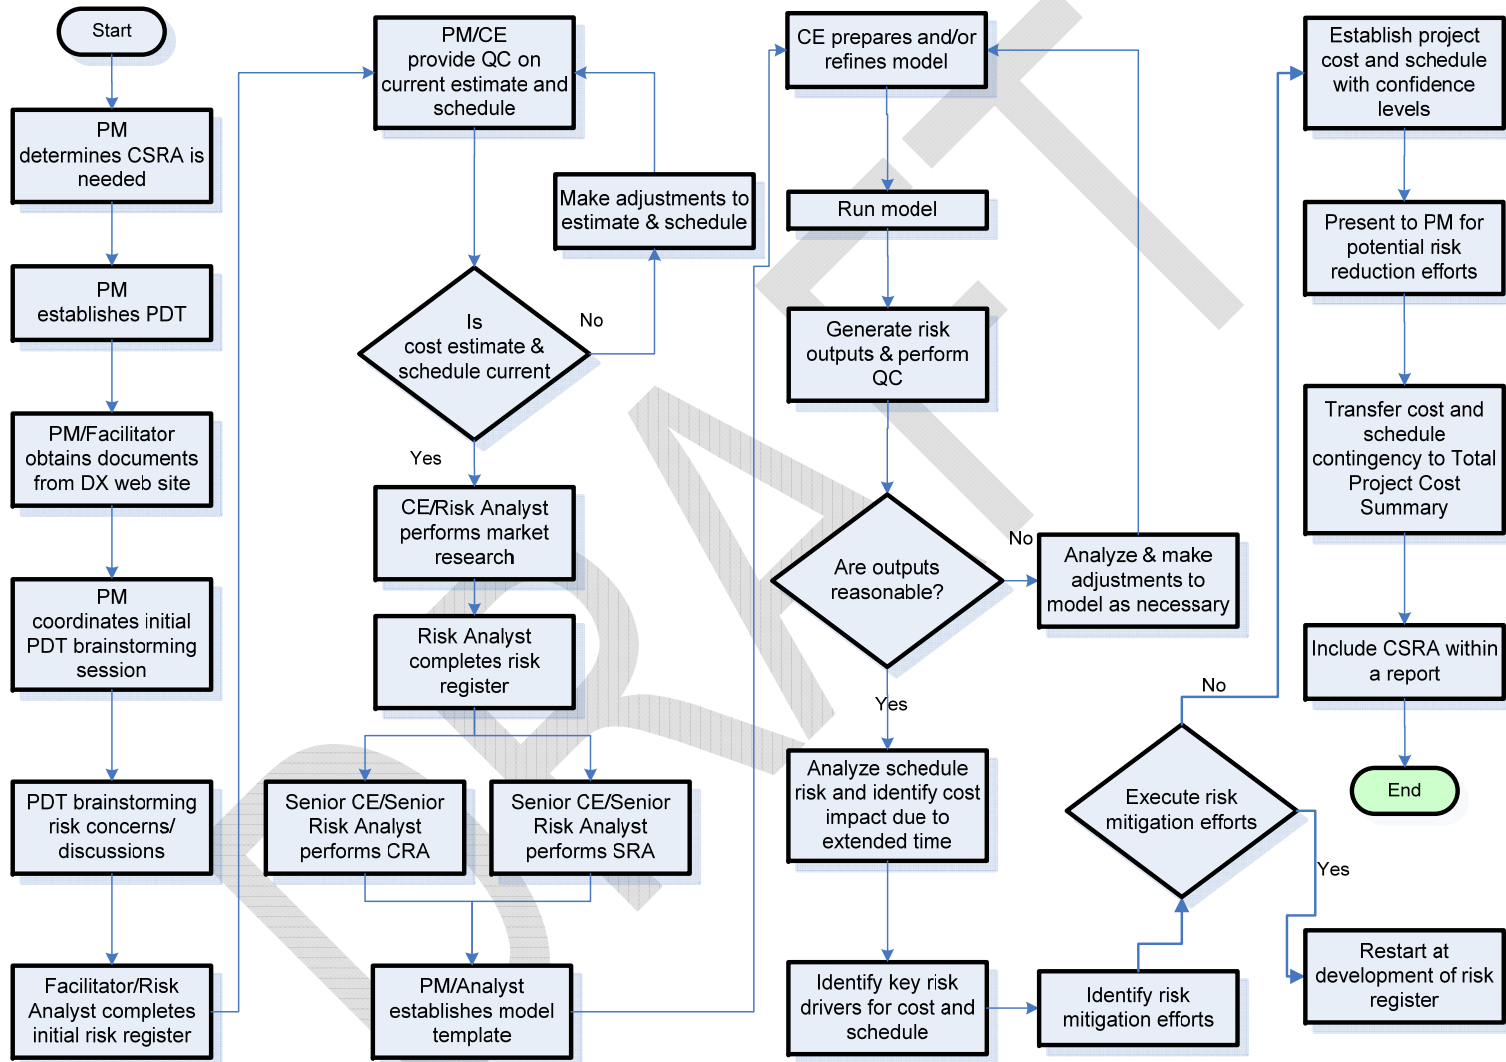 Start
PM
determines CSRA is
needed
PM
establishes PDT
PM/Facilitator
obtains documents
from DX web site
PM
coordinates initial
PDT brainstorming
session
PDT brainstorming
risk concerns/
discussions
Facilitator/Risk
Analyst completes
initial risk register
PM/CE
provide QC on
current estimate and
schedule
Make adjustments to
estimate & schedule
Is
cost estimate &
schedule current
No
Yes
CE/Risk Analyst
performs market
research
Risk Analyst
completes risk
register
Senior CE/Senior
Risk Analyst
performs CRA
Senior CE/Senior
Risk Analyst
performs SRA
PM/Analyst
establishes model
template
CE prepares and/or
refines model
Run model
Generate risk
outputs & perform
QC
Are outputs
reasonable?
No
Analyze & make
adjustments to
model as necessary
Yes
Analyze schedule
risk and identify cost
impact due to
extended time
Identify key risk
drivers for cost and
schedule
Identify risk
mitigation efforts
Execute risk
mitigation efforts
No
Yes
Restart at
development of risk
register
Establish project
cost and schedule
with confidence
levels
Present to PM for
potential risk
reduction efforts
Transfer cost and
schedule
contingency to Total
Project Cost
Summary
Include CSRA within
a report
End
DRAFT